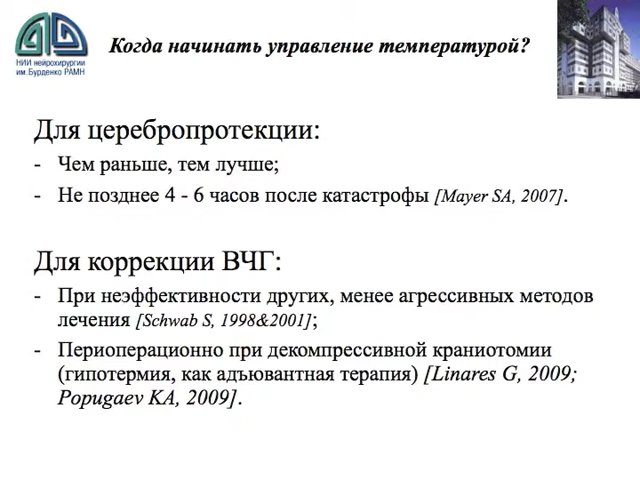 Когда начинать управление температурой?
НИИ нейрохирургии
им.Бурденко РАМН
Для церебропротекции:
- Чем раньше, тем лучше;
- Не позднее 4 - 6 часов после катастрофы [Mayer SA, 2007].
Для коррекции ВЧГ:
- При неэффективности других, менее агрессивных методов
лечения [Schwab S, 1998&2001];
- Периоперационно при декомпрессивной краниотомии
(гипотермия, как адъювантная терапия) [Linares G, 2009;
Popugaev KA, 2009].